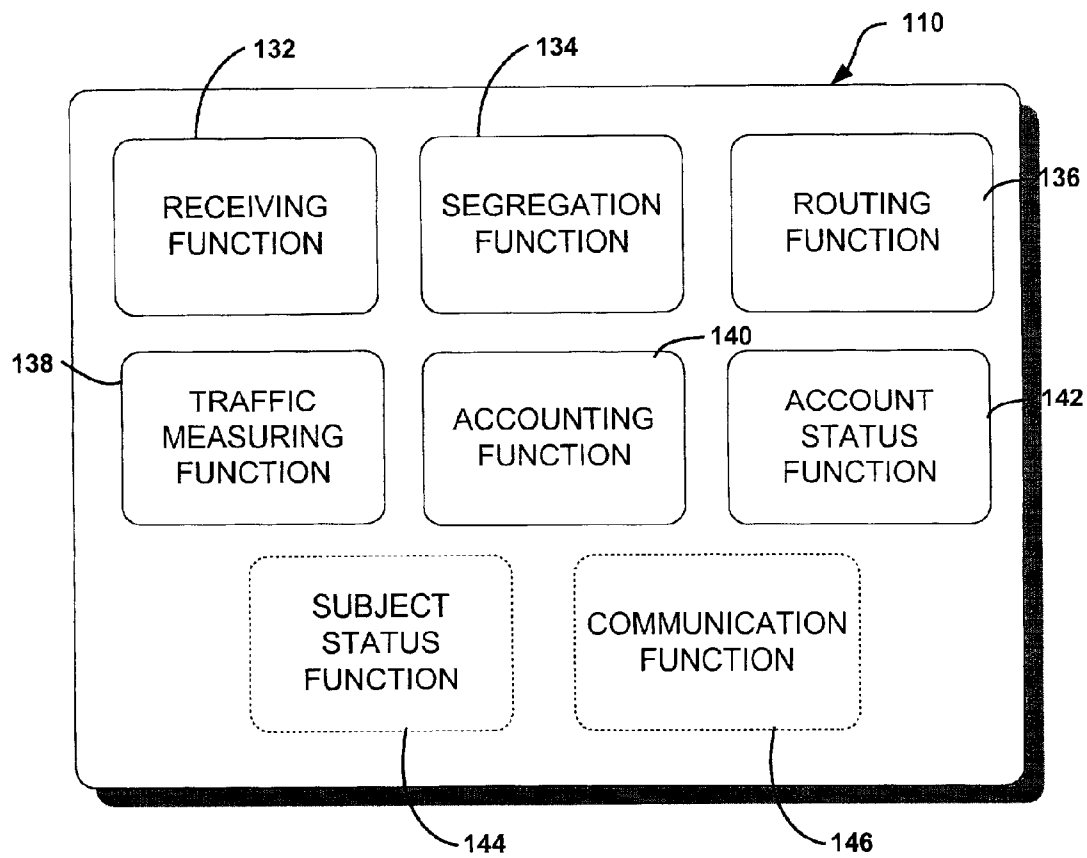 110
132
134
RECEIVING
FUNCTION
SEGREGATION
FUNCTION
ROUTING
FUNCTION
136
138
TRAFFIC
MEASURING
FUNCTION
140
ACCOUNTING
FUNCTION
ACCOUNT
STATUS
FUNCTION
142
SUBJECT
STATUS
FUNCTION
COMMUNICATION
FUNCTION
144
146